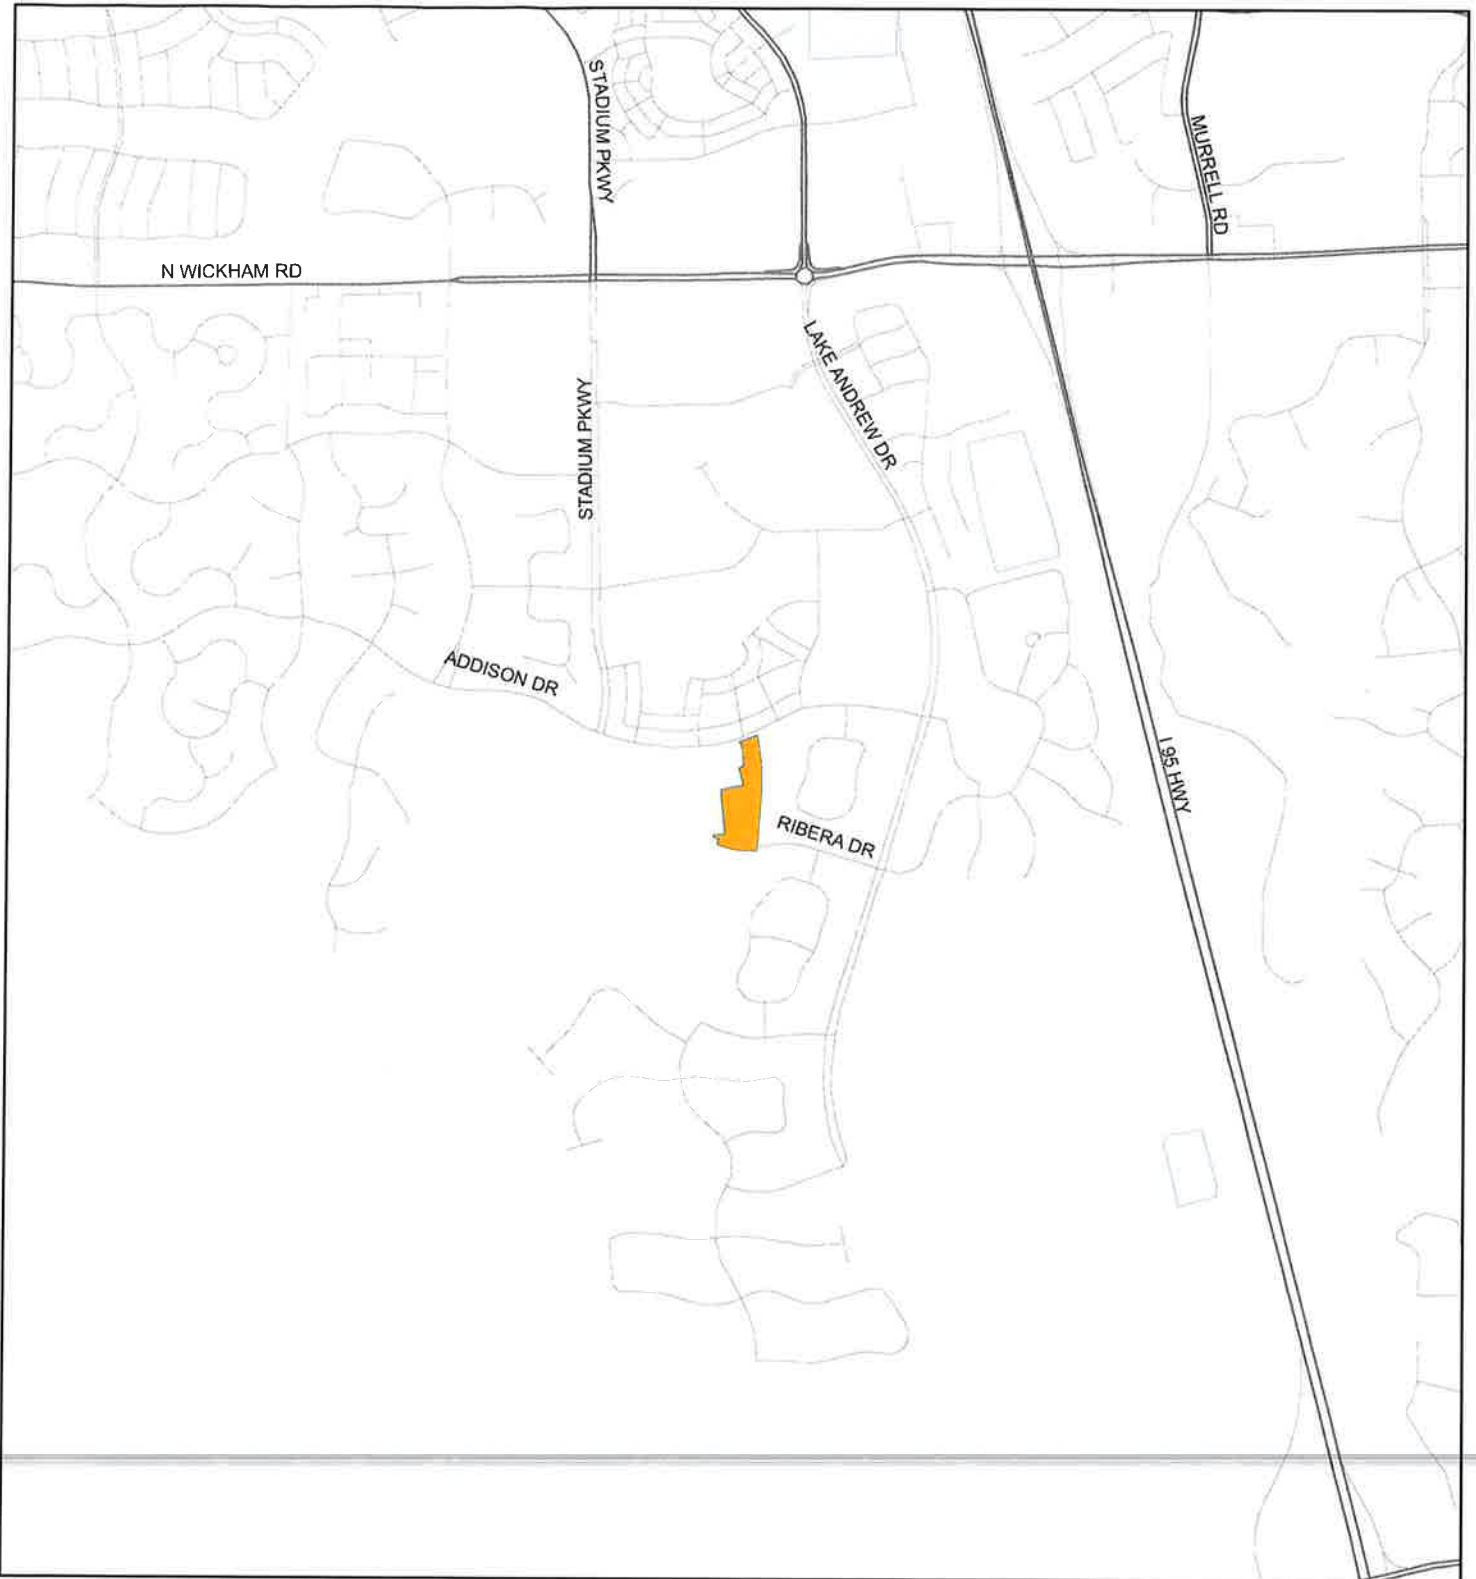 STADIUM PKWY
MURRELL RD
N WICKHAM RD
LAKE ANDREW DR
STADIUM PKWY
ADDISON DR
I 95 HWY
RIBERA DR